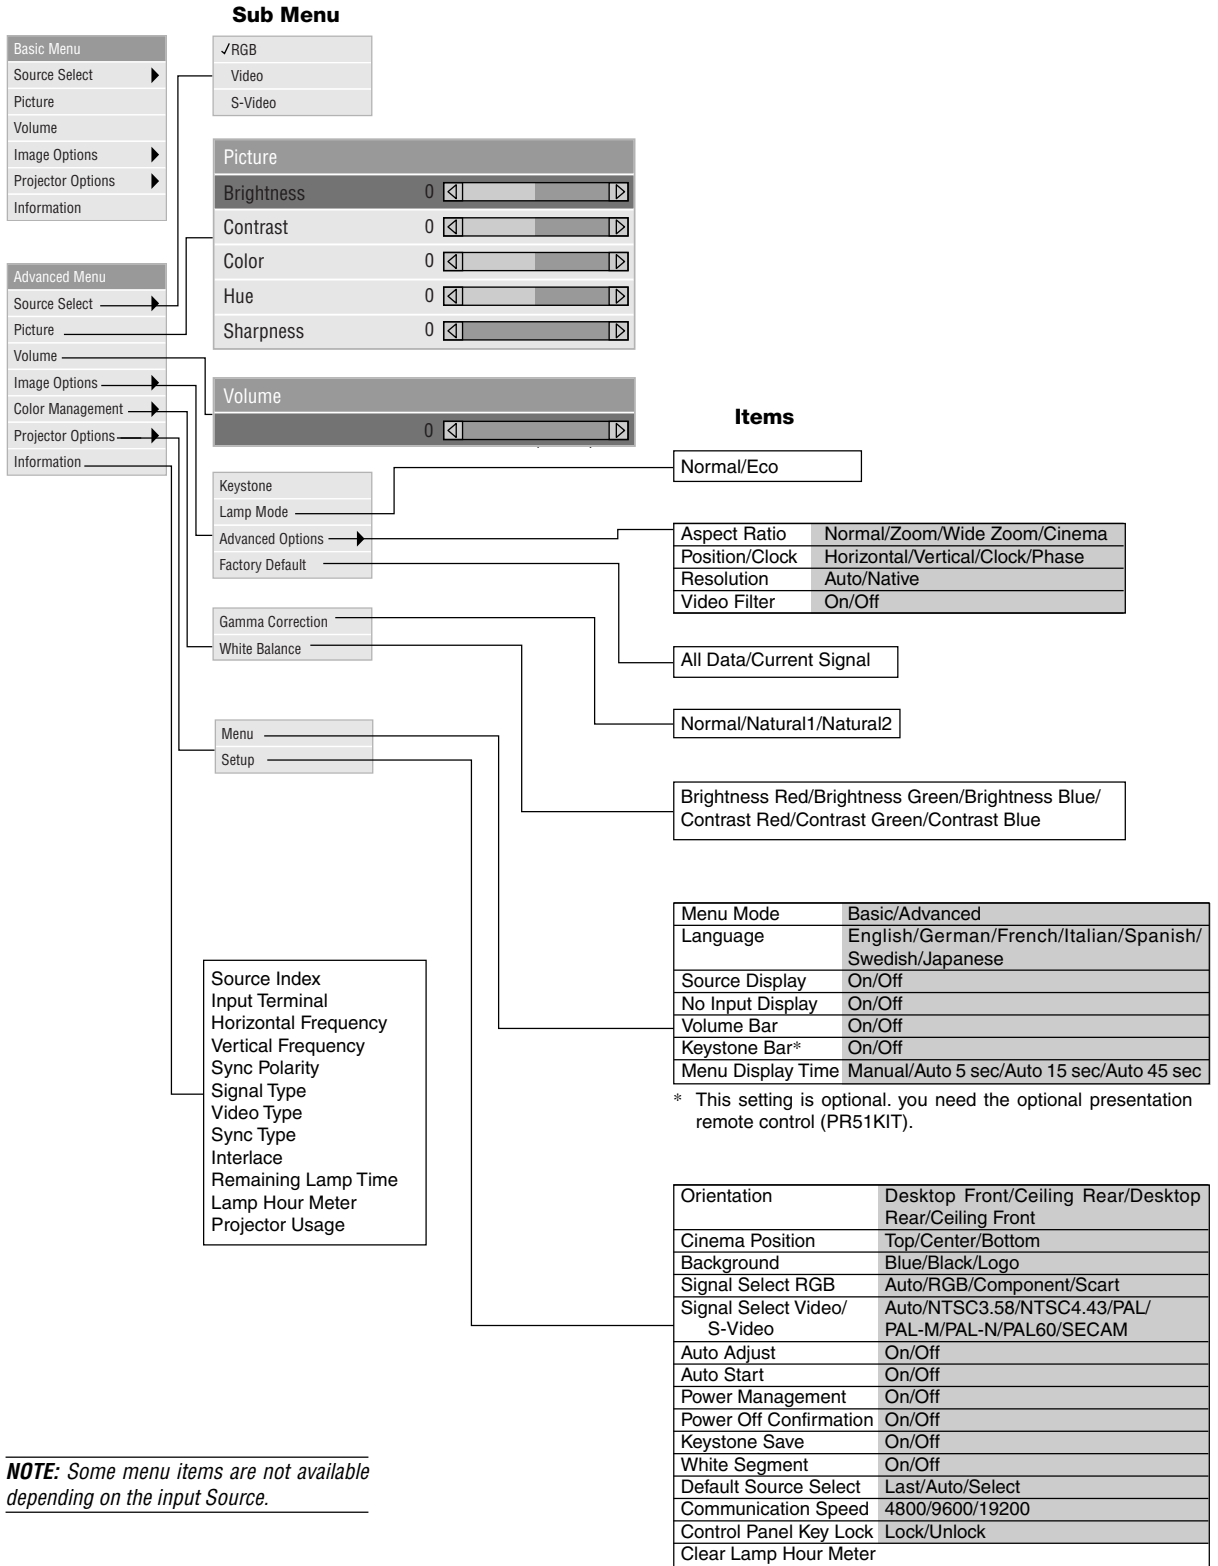 Sub Menu
Basic Menu
Source Select
Picture
Volume
Image Options
Projector Options
Information
✓RGB
Video
S-Video
Picture
Brightness 0
Contrast 0
Color 0
Hue 0
Sharpness 0
Advanced Menu
Source Select
Picture
Volume
Image Options
Color Management
Projector Options
Information
Volume
0
Items
Keystone
Lamp Mode
Advanced Options
Factory Default
Normal/Eco
Aspect Ratio Normal/Zoom/Wide Zoom/Cinema
Position/Clock Horizontal/Vertical/Clock/Phase
Resolution Auto/Native
Video Filter On/Off
Gamma Correction
White Balance
All Data/Current Signal
Normal/Natural1/Natural2
Menu
Setup
Brightness Red/Brightness Green/Brightness Blue/
Contrast Red/Contrast Green/Contrast Blue
Menu Mode Basic/Advanced
Language English/German/French/Italian/Spanish/
Swedish/Japanese
Source Display On/Off
No Input Display On/Off
Volume Bar On/Off
Keystone Bar* On/Off
Menu Display Time Manual/Auto 5 sec/Auto 15 sec/Auto 45 sec
* This setting is optional. you need the optional presentation
remote control (PR51KIT).
Source Index
Input Terminal
Horizontal Frequency
Vertical Frequency
Sync Polarity
Signal Type
Video Type
Sync Type
Interlace
Remaining Lamp Time
Lamp Hour Meter
Projector Usage
Orientation Desktop Front/Ceiling Rear/Desktop
Rear/Ceiling Front
Cinema Position Top/Center/Bottom
Background Blue/Black/Logo
Signal Select RGB Auto/RGB/Component/Scart
Signal Select Video/ Auto/NTSC3.58/NTSC4.43/PAL/
S-Video PAL-M/PAL-N/PAL60/SECAM
Auto Adjust On/Off
Auto Start On/Off
Power Management On/Off
Power Off Confirmation On/Off
Keystone Save On/Off
White Segment On/Off
Default Source Select Last/Auto/Select
Communication Speed 4800/9600/19200
Control Panel Key Lock Lock/Unlock
Clear Lamp Hour Meter
NOTE: Some menu items are not available
depending on the input Source.